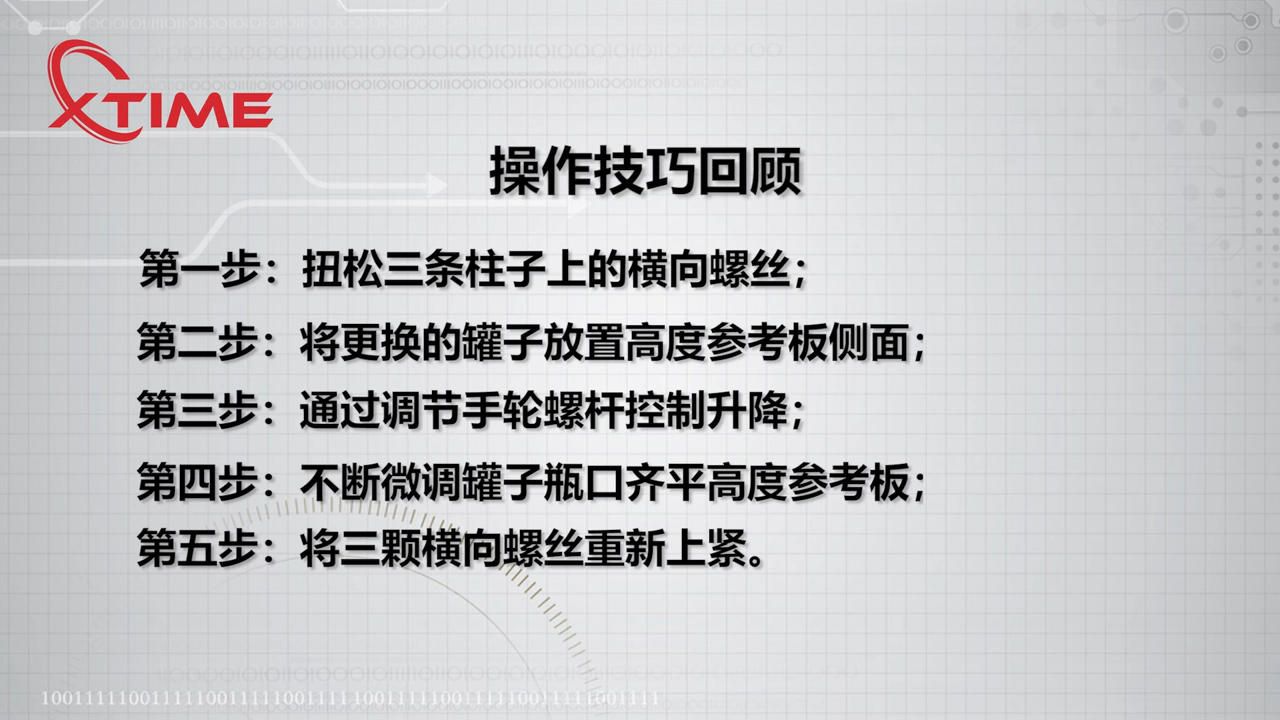 XTIME
操作技巧回顾
第一步：扭松三条柱子上的横向螺丝；
第二步：将更换的罐子放置高度参考板侧面；
第三步：通过调节手轮螺杆控制升降；
第四步：不断微调罐子瓶口齐平高度参考板；
第五步：将三颗横向螺丝重新上紧。